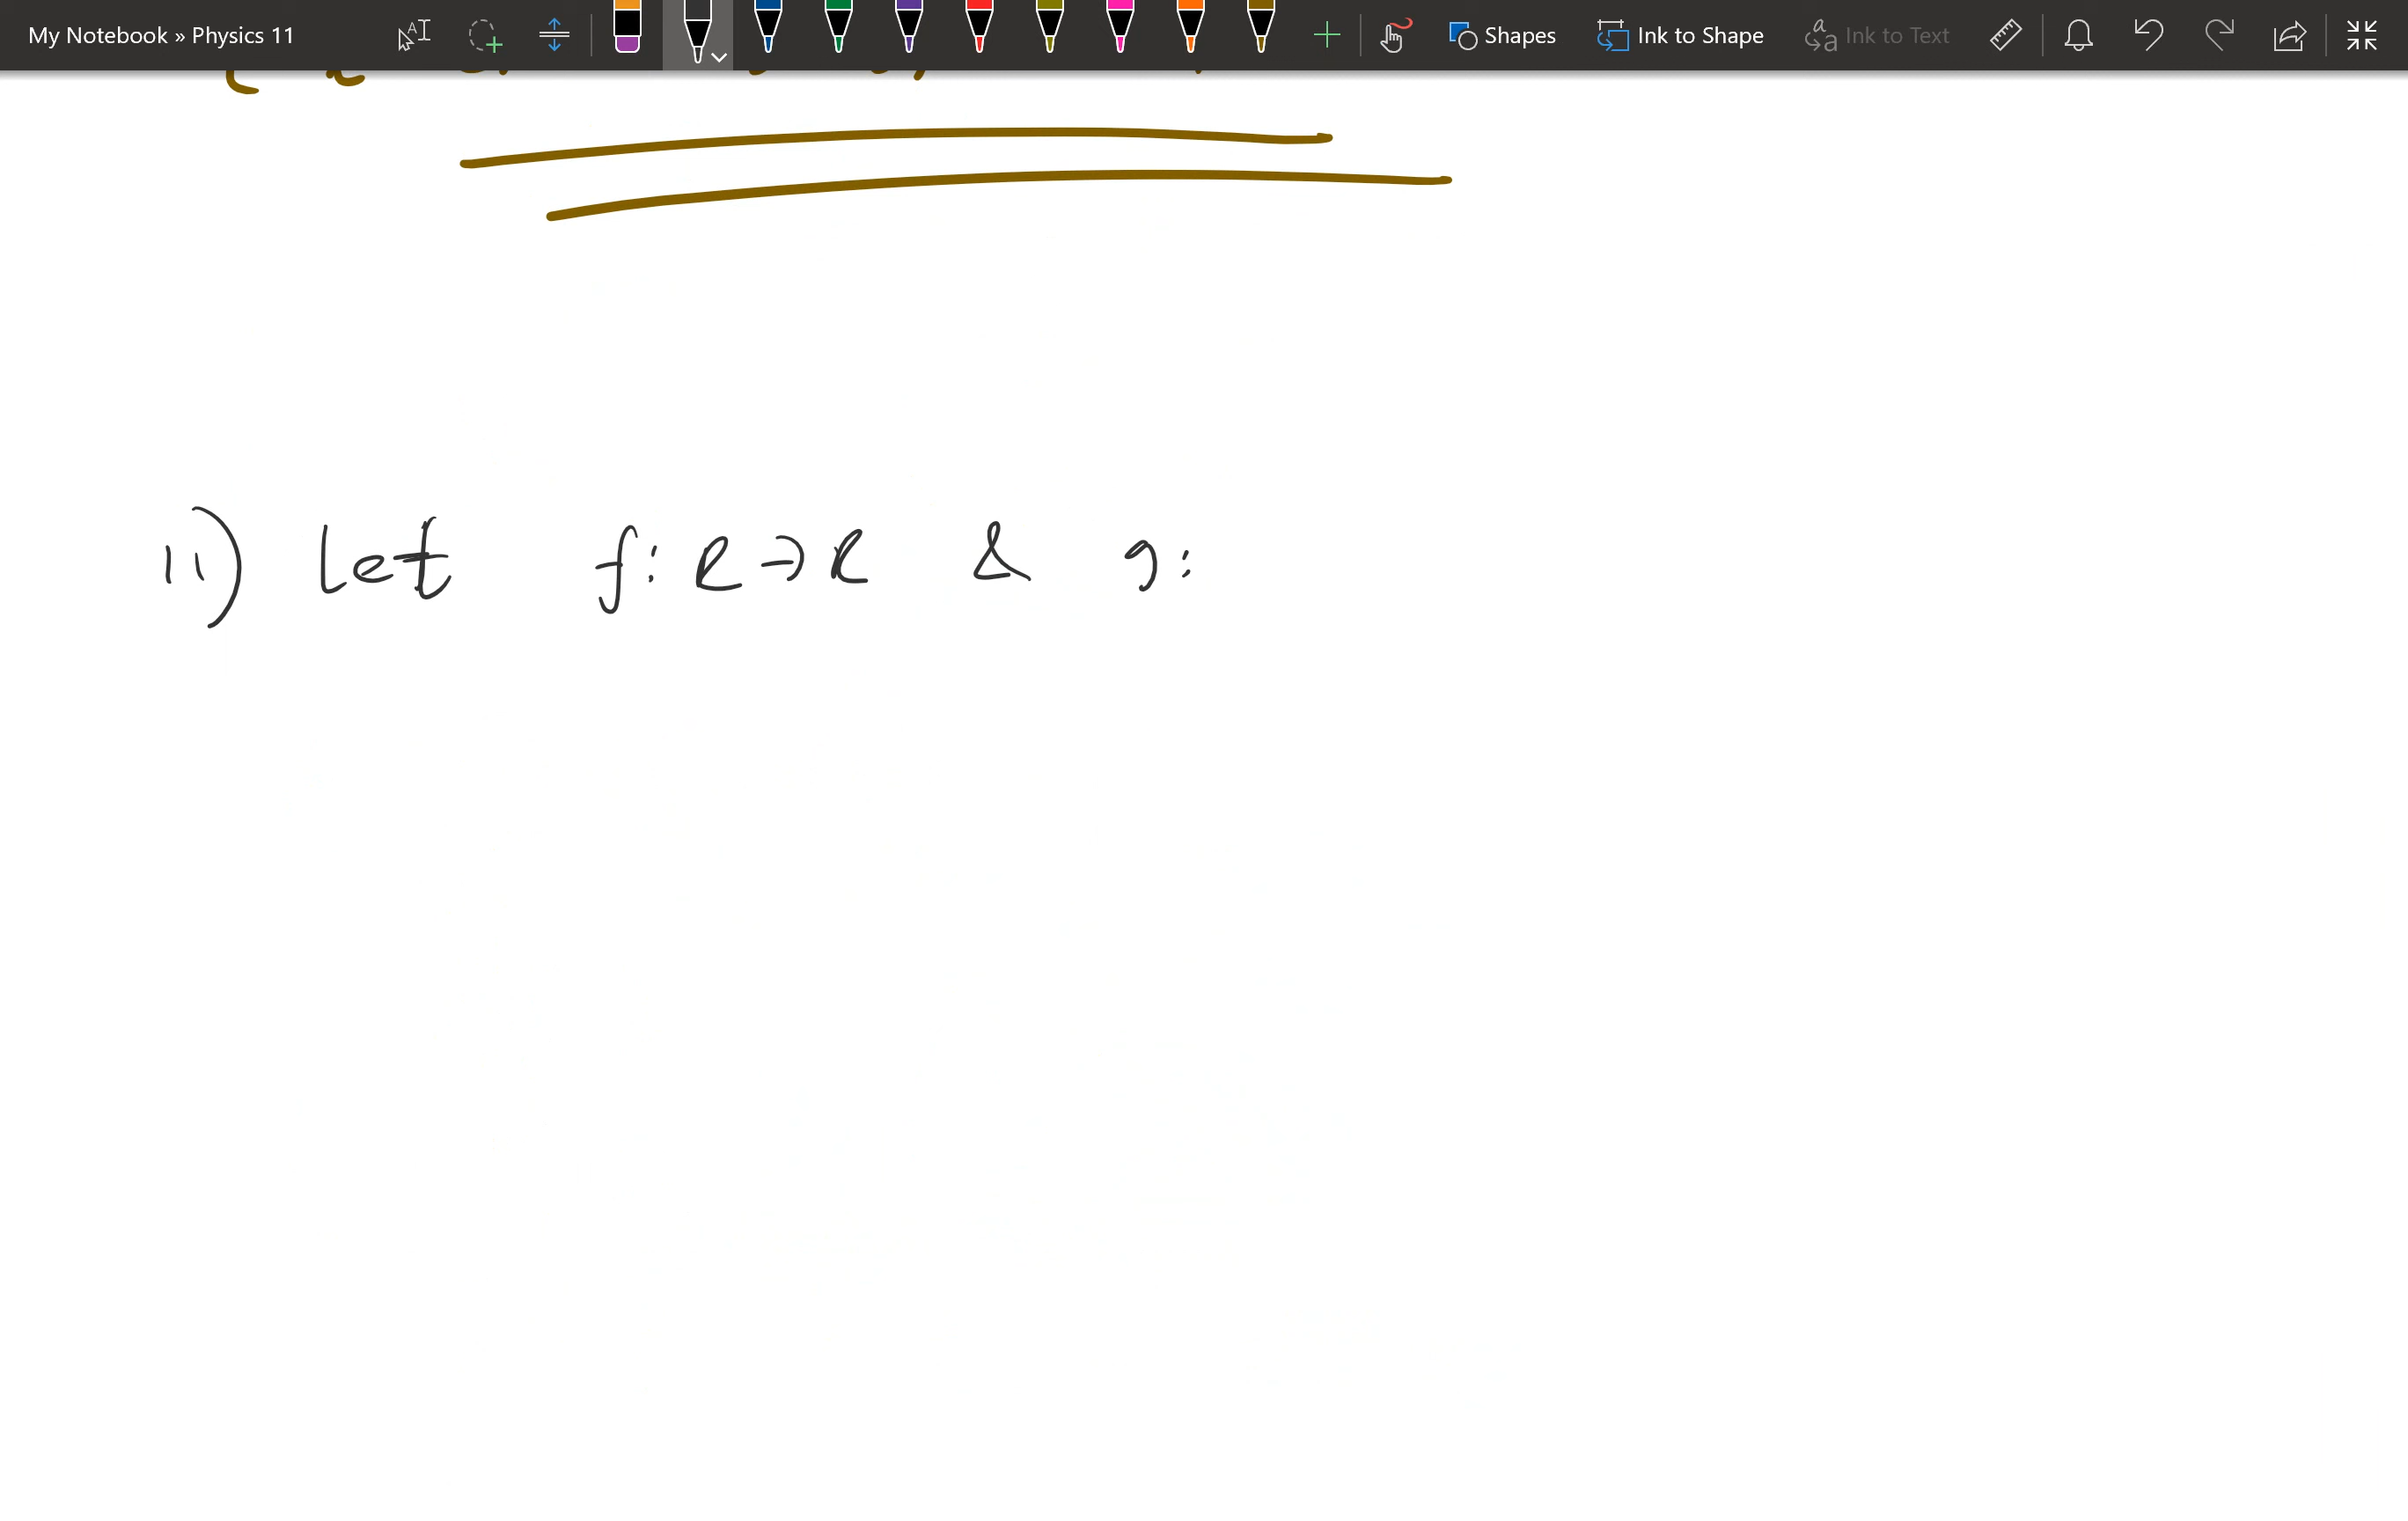 My Notebook » Physics 11 Shapes Ink to Shape Ink to Text
11) Let f: R→R & g: